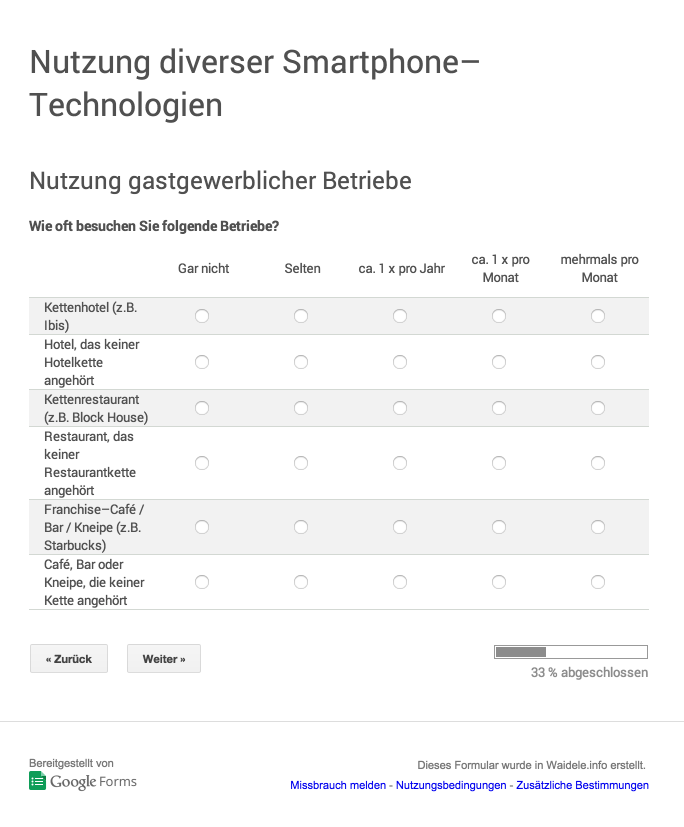 Nutzung diverser Smartphone–
Technologien
Nutzung gastgewerblicher Betriebe
Wie oft besuchen Sie folgende Betriebe?
Gar nicht
Selten
ca. 1 x pro Jahr
ca. 1 x pro
Monat
mehrmals pro
Monat
Kettenhotel (z.B.
Ibis)
Hotel, das keiner
Hotelkette
angehört
Kettenrestaurant
(z.B. Block House)
Restaurant, das
keiner
Restaurantkette
angehört
Franchise–Café /
Bar / Kneipe (z.B.
Starbucks)
Café, Bar oder
Kneipe, die keiner
Kette angehört
« Zurück
Weiter »
33 % abgeschlossen
Bereitgestellt von
Google Forms
Dieses Formular wurde in Waidele.info erstellt.
Missbrauch melden - Nutzungsbedingungen - Zusätzliche Bestimmungen